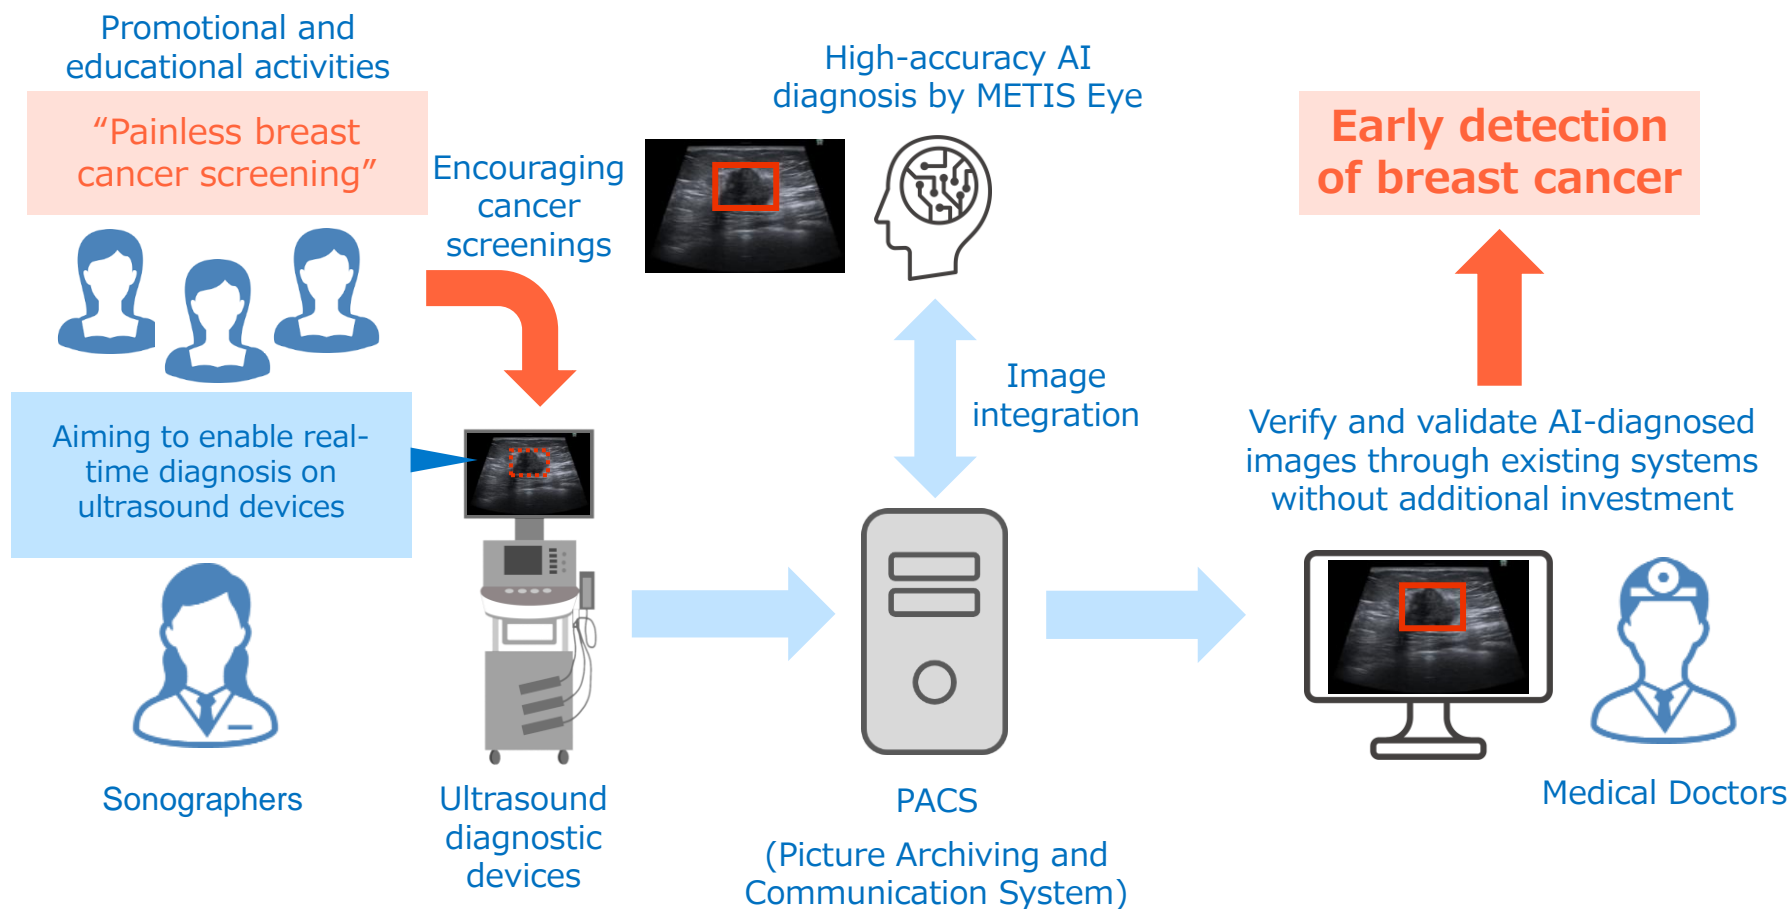 Promotional and
educational activities
“Painless breast
cancer screening”
Encouraging
cancer
screenings
High-accuracy AI
diagnosis by METIS Eye
Early detection
of breast cancer
Aiming to enable real-
time diagnosis on
ultrasound devices
Image
integration
Verify and validate AI-diagnosed
images through existing systems
without additional investment
Sonographers
Ultrasound
diagnostic
devices
PACS
(Picture Archiving and
Communication System)
Medical Doctors